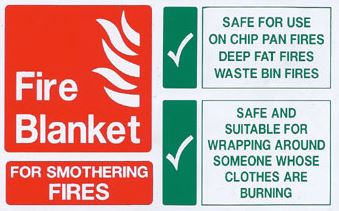 Fire
Blanket
FOR SMOTHERING
FIRES
SAFE FOR USE
ON CHIP PAN FIRES
DEEP FAT FIRES
WASTE BIN FIRES
SAFE AND
SUITABLE FOR
WRAPPING AROUND
SOMEONE WHOSE
CLOTHES ARE
BURNING